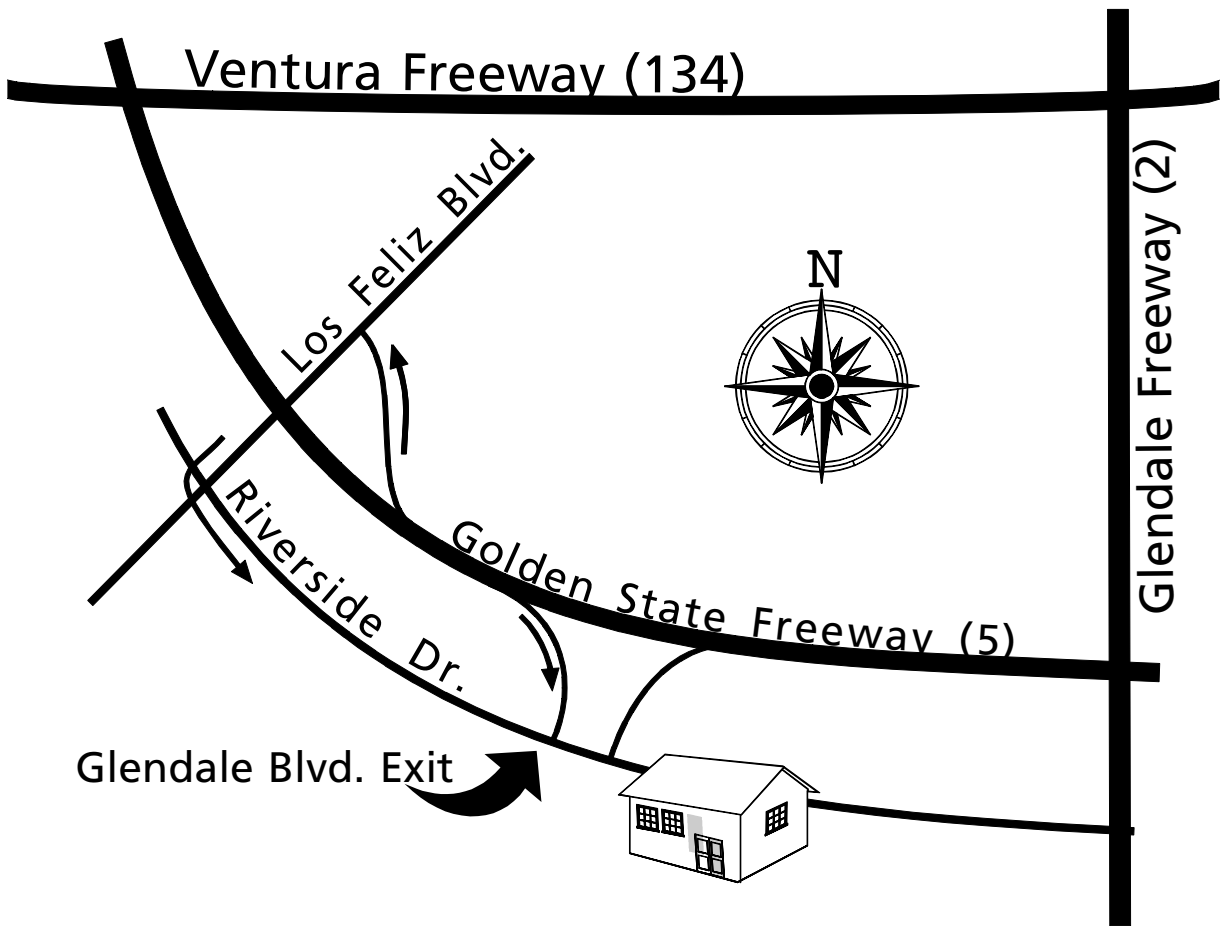 Ventura Freeway (134)
Los Feliz Blvd.
N
Glendale Freeway (2)
Riverside Dr.
Golden State Freeway (5)
Glendale Blvd. Exit